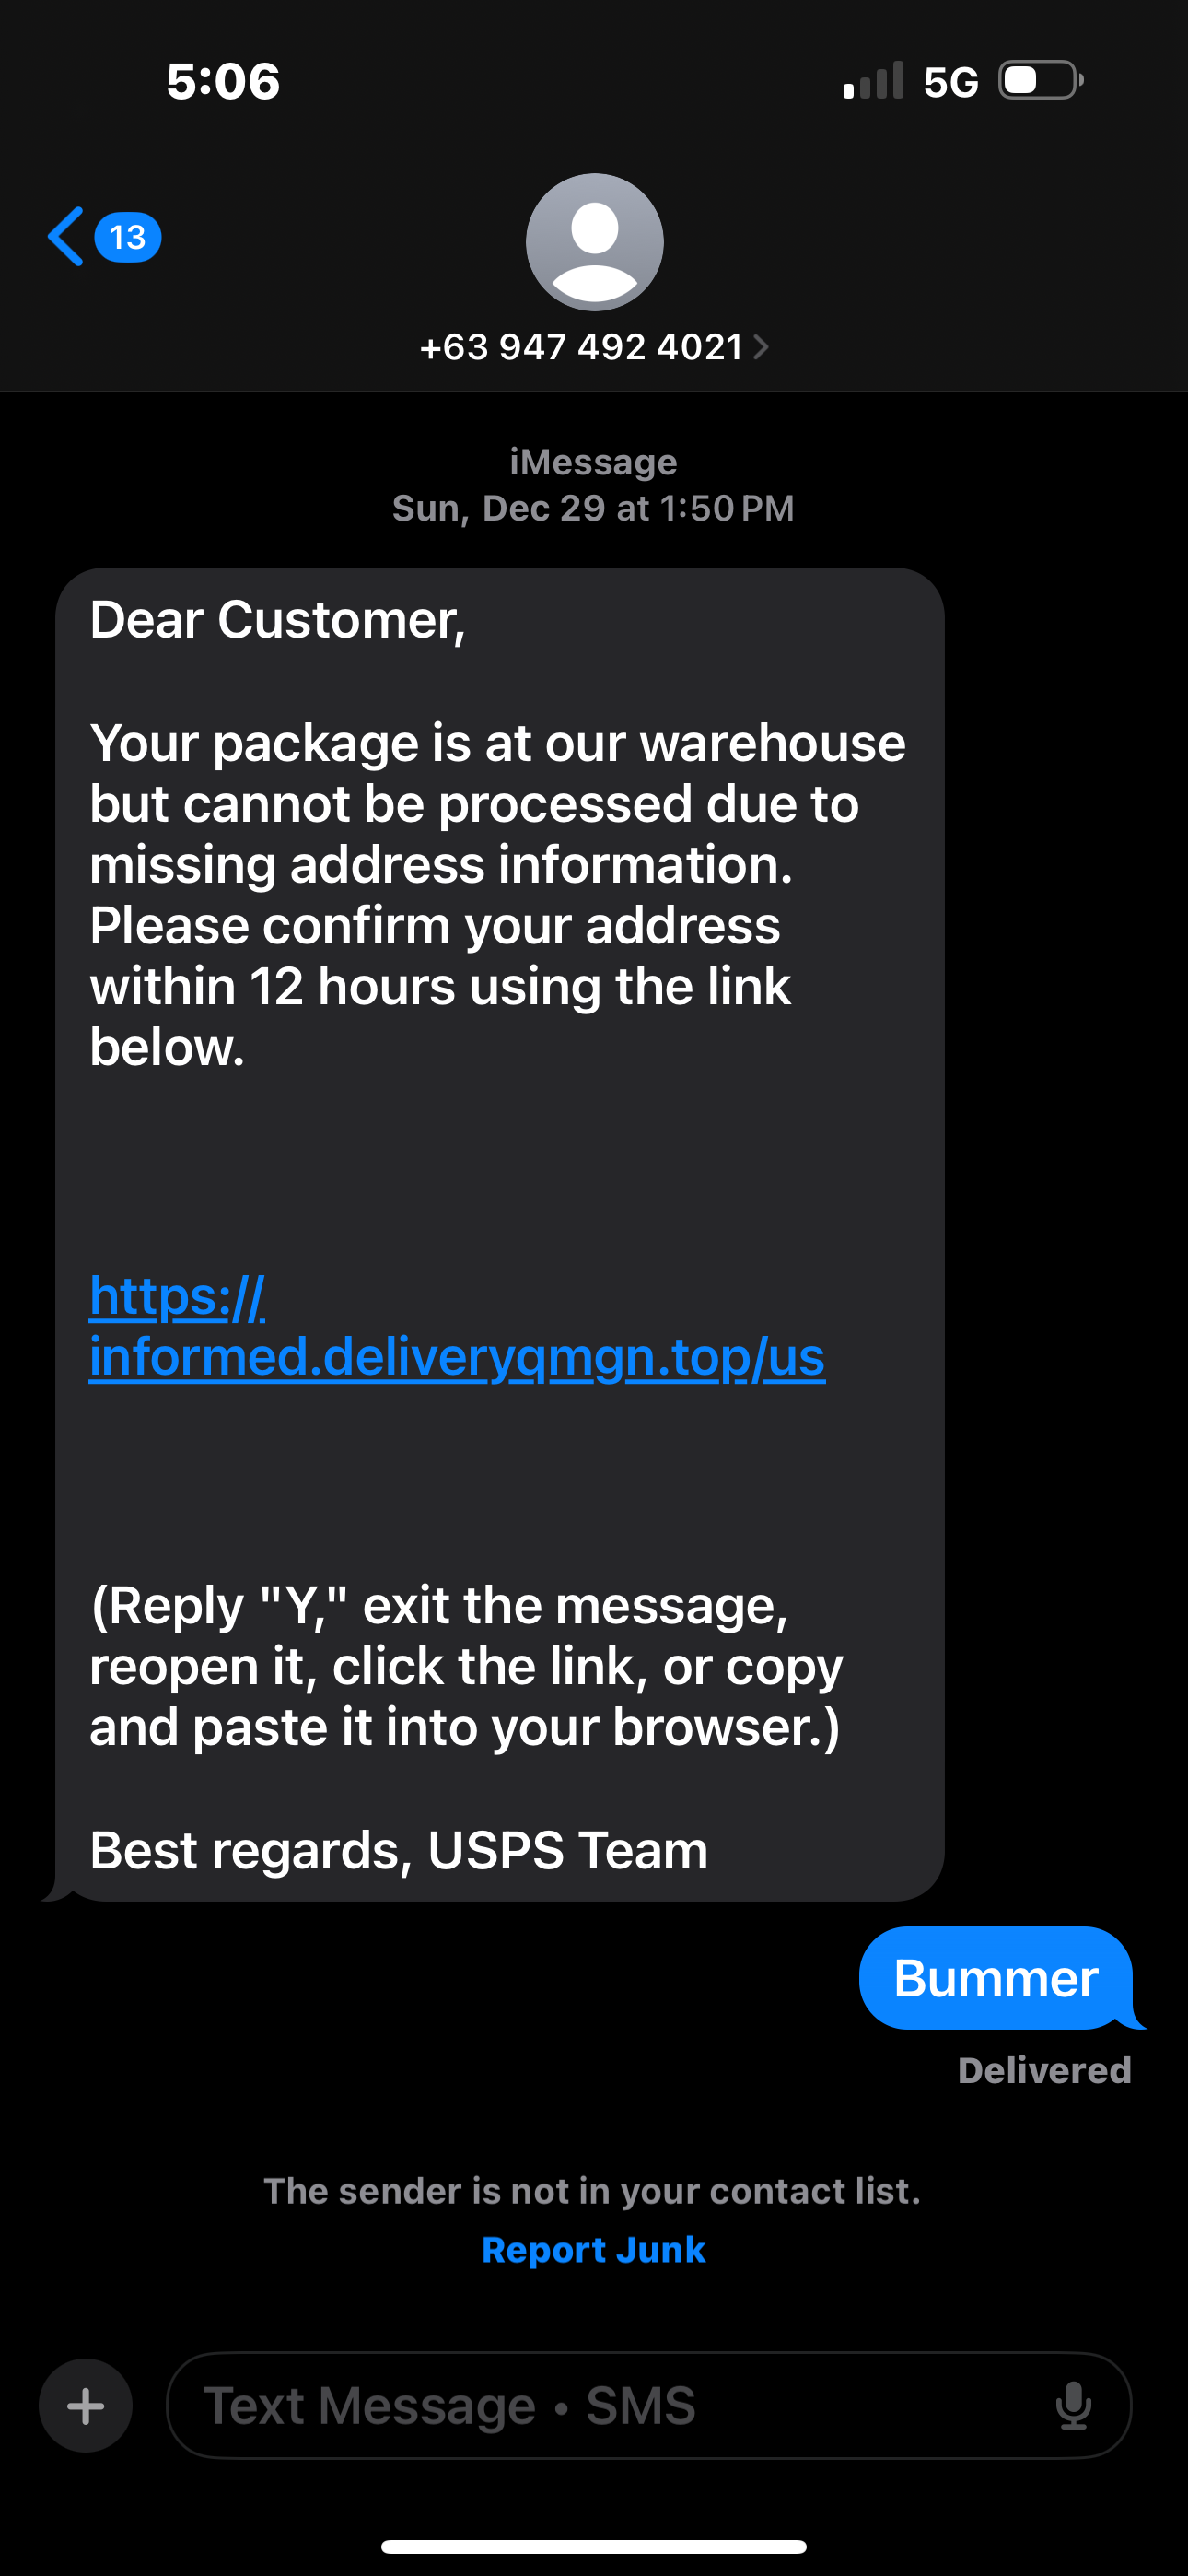 5:06
5G
13
+63 947 492 4021
iMessage
Sun, Dec 29 at 1:50 PM
Dear Customer,
Your package is at our warehouse
but cannot be processed due to
missing address information.
Please confirm your address
within 12 hours using the link
below.
https://
informed.deliveryqmgn.top/us
(Reply "Y," exit the message,
reopen it, click the link, or copy
and paste it into your browser.)
Best regards, USPS Team
Bummer
Delivered
The sender is not in your contact list.
Report Junk
Text Message • SMS